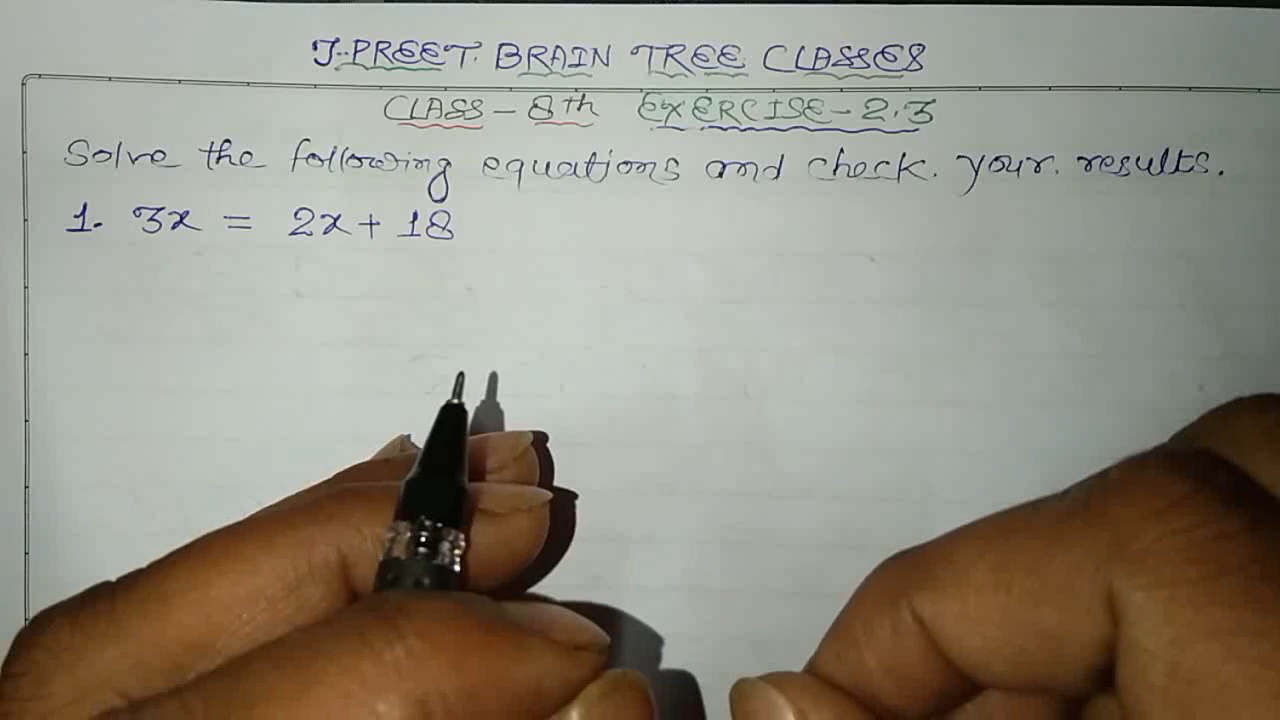 J-PREET. BRAIN TREE CLASSES
CLASS - 8th EXERCISE - 2.3
Solve the following equations and check. your. results.
1. 3x = 2x + 18